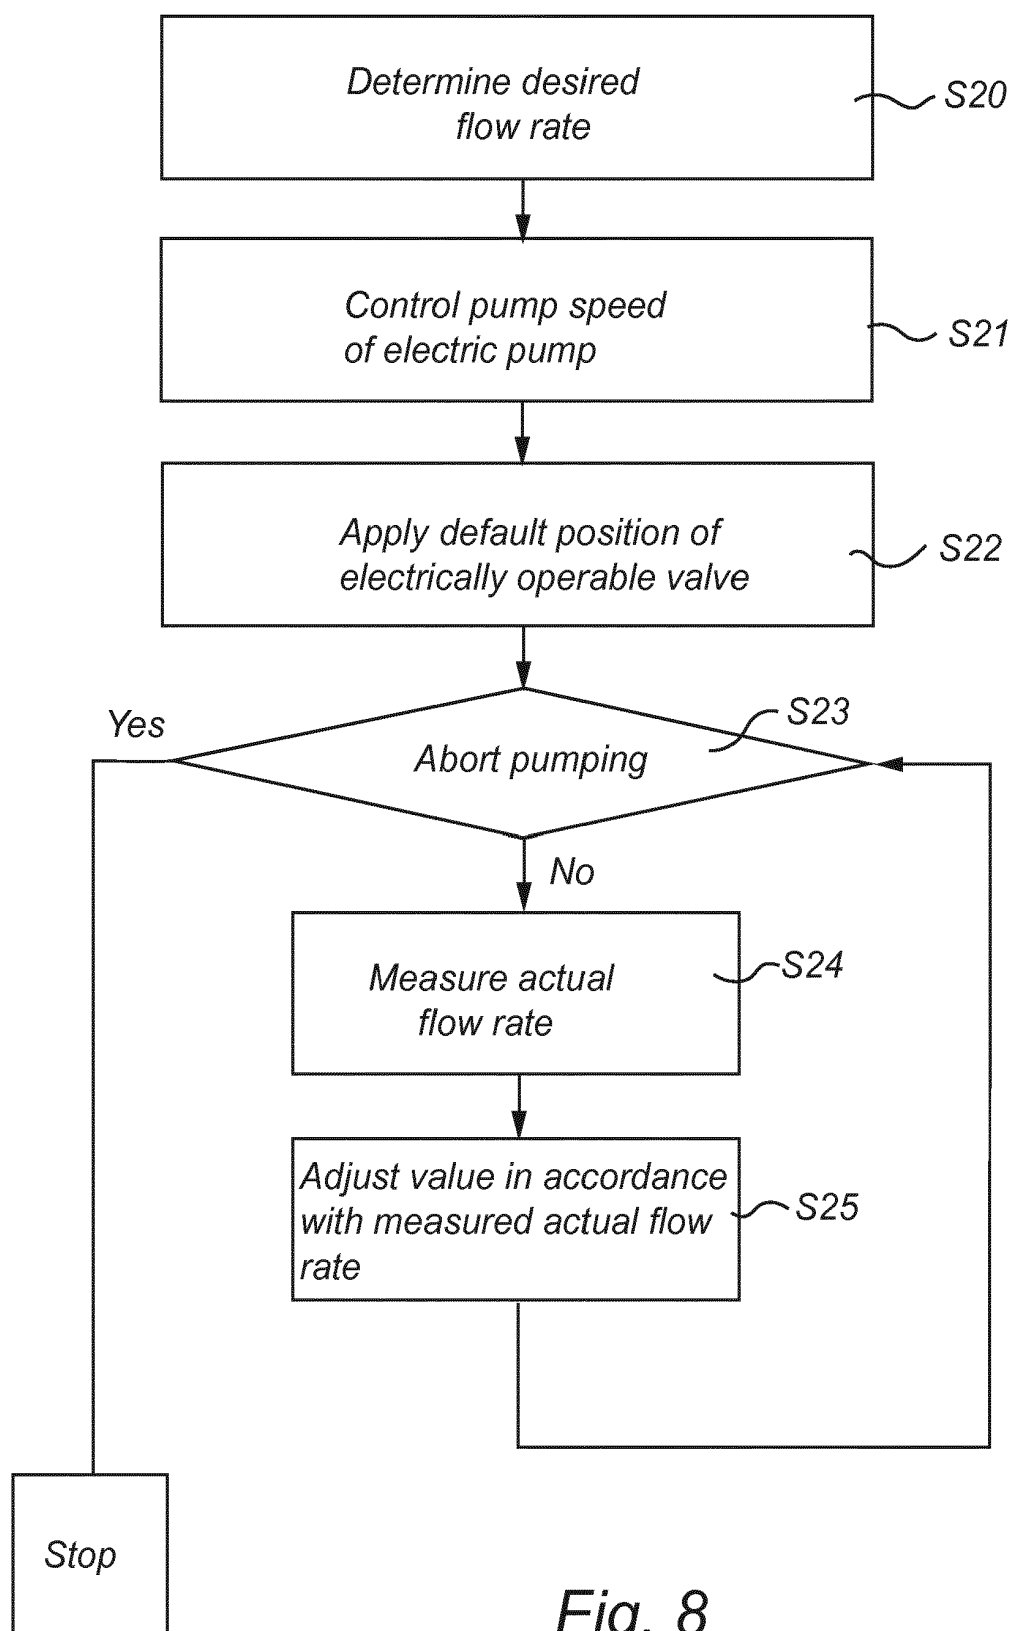 Determine desired
flow rate
S20
Control pump speed
of electric pump
S21
Apply default position of
electrically operable valve
S22
Yes
S23
Abort pumping
No
Measure actual
flow rate
S24
Adjust value in accordance
with measured actual flow
rate
S25
Stop
Fig. 8